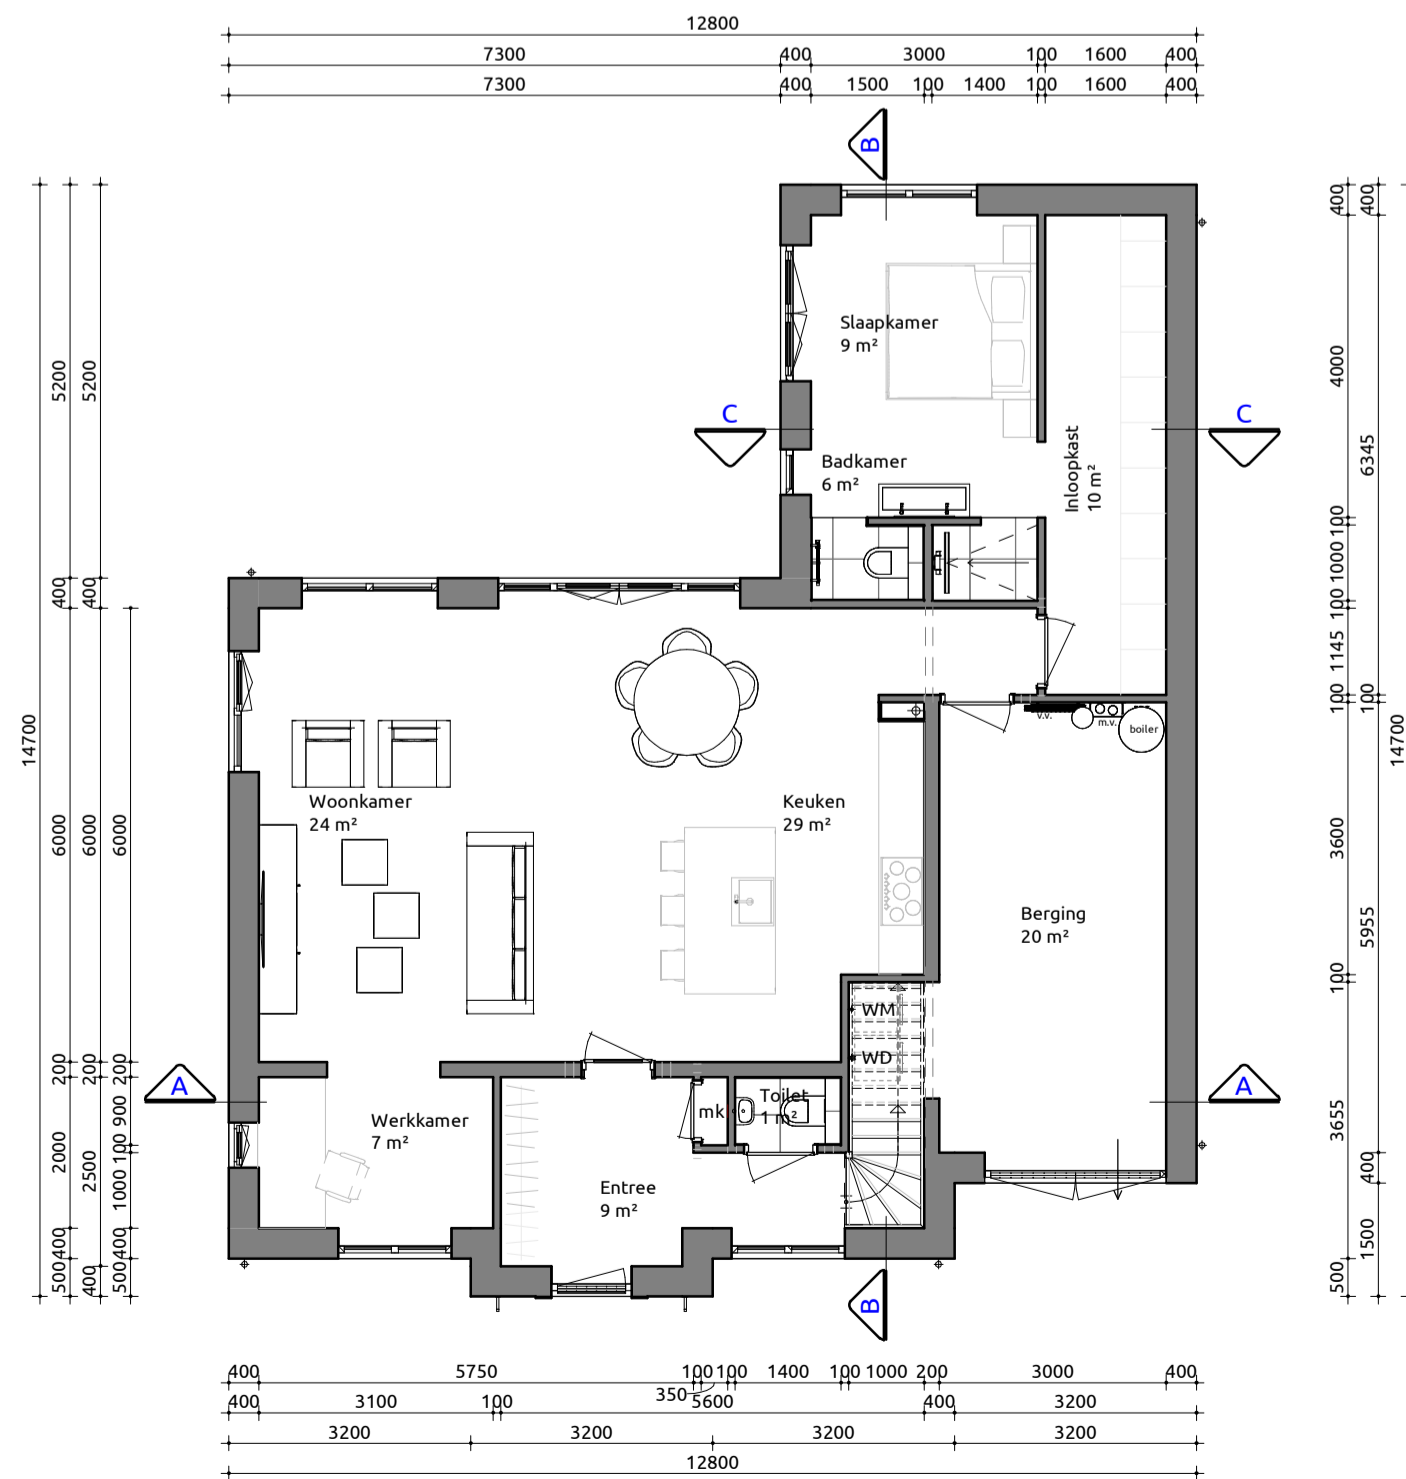 12800
7300 400 3000 100 1600 400
7300 400 1500 100 1400 100 1600 400
B
5200
5200
400
400
Slaapkamer
9 m²
C
C
Badkamer
6 m²
Inloopkast
10 m²
400
400
4000
6345
100
1000
100
1145
100
100
14700
14700
v.v.
m.v.
boiler
Woonkamer
24 m²
Keuken
29 m²
6000
6000
6000
3600
Berging
20 m²
5955
100
WM
WD
200
200
200
A
A
mk
Toilet
1 m²
Werkkamer
7 m²
900
2000
100
2500
1000
3655
Entree
9 m²
400
400
400
500
400
500
1500
500
B
400 5750 100 100 1400 100 1000 200 3000 400
350
400 3100 100 5600 400 3200
3200 3200 3200 3200
12800